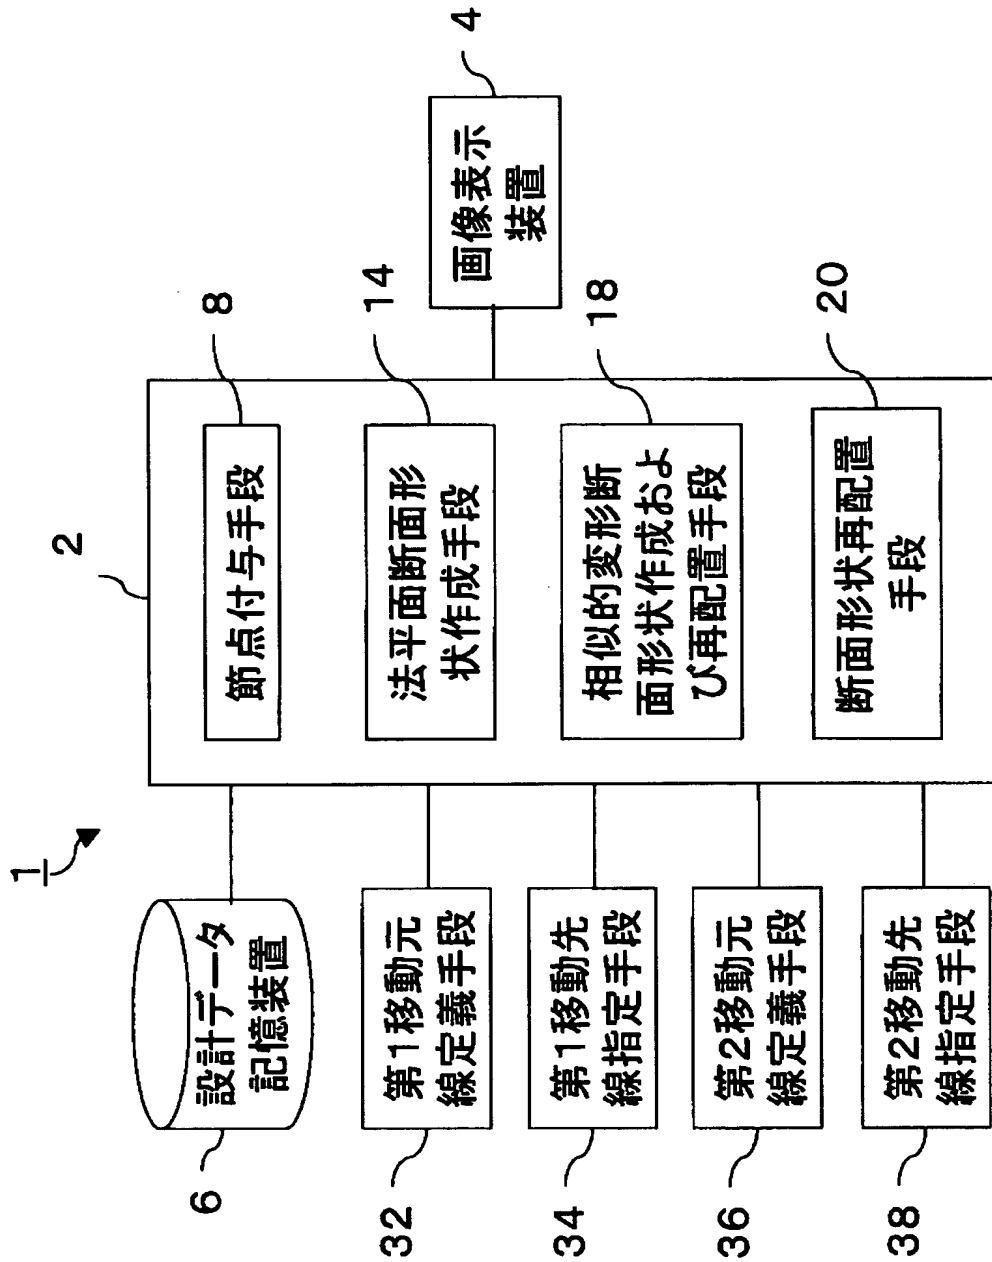 1
2
設計データ
記憶装置
6
第1移動元
線定義手段
32
第1移動先
線指定手段
34
第2移動元
線定義手段
36
第2移動先
線指定手段
38
節点付与手段
8
法平面断面形
状作成手段
14
相似的変形断
面形状作成およ
び再配置手段
18
断面形状再配置
手段
20
画像表示
装置
4